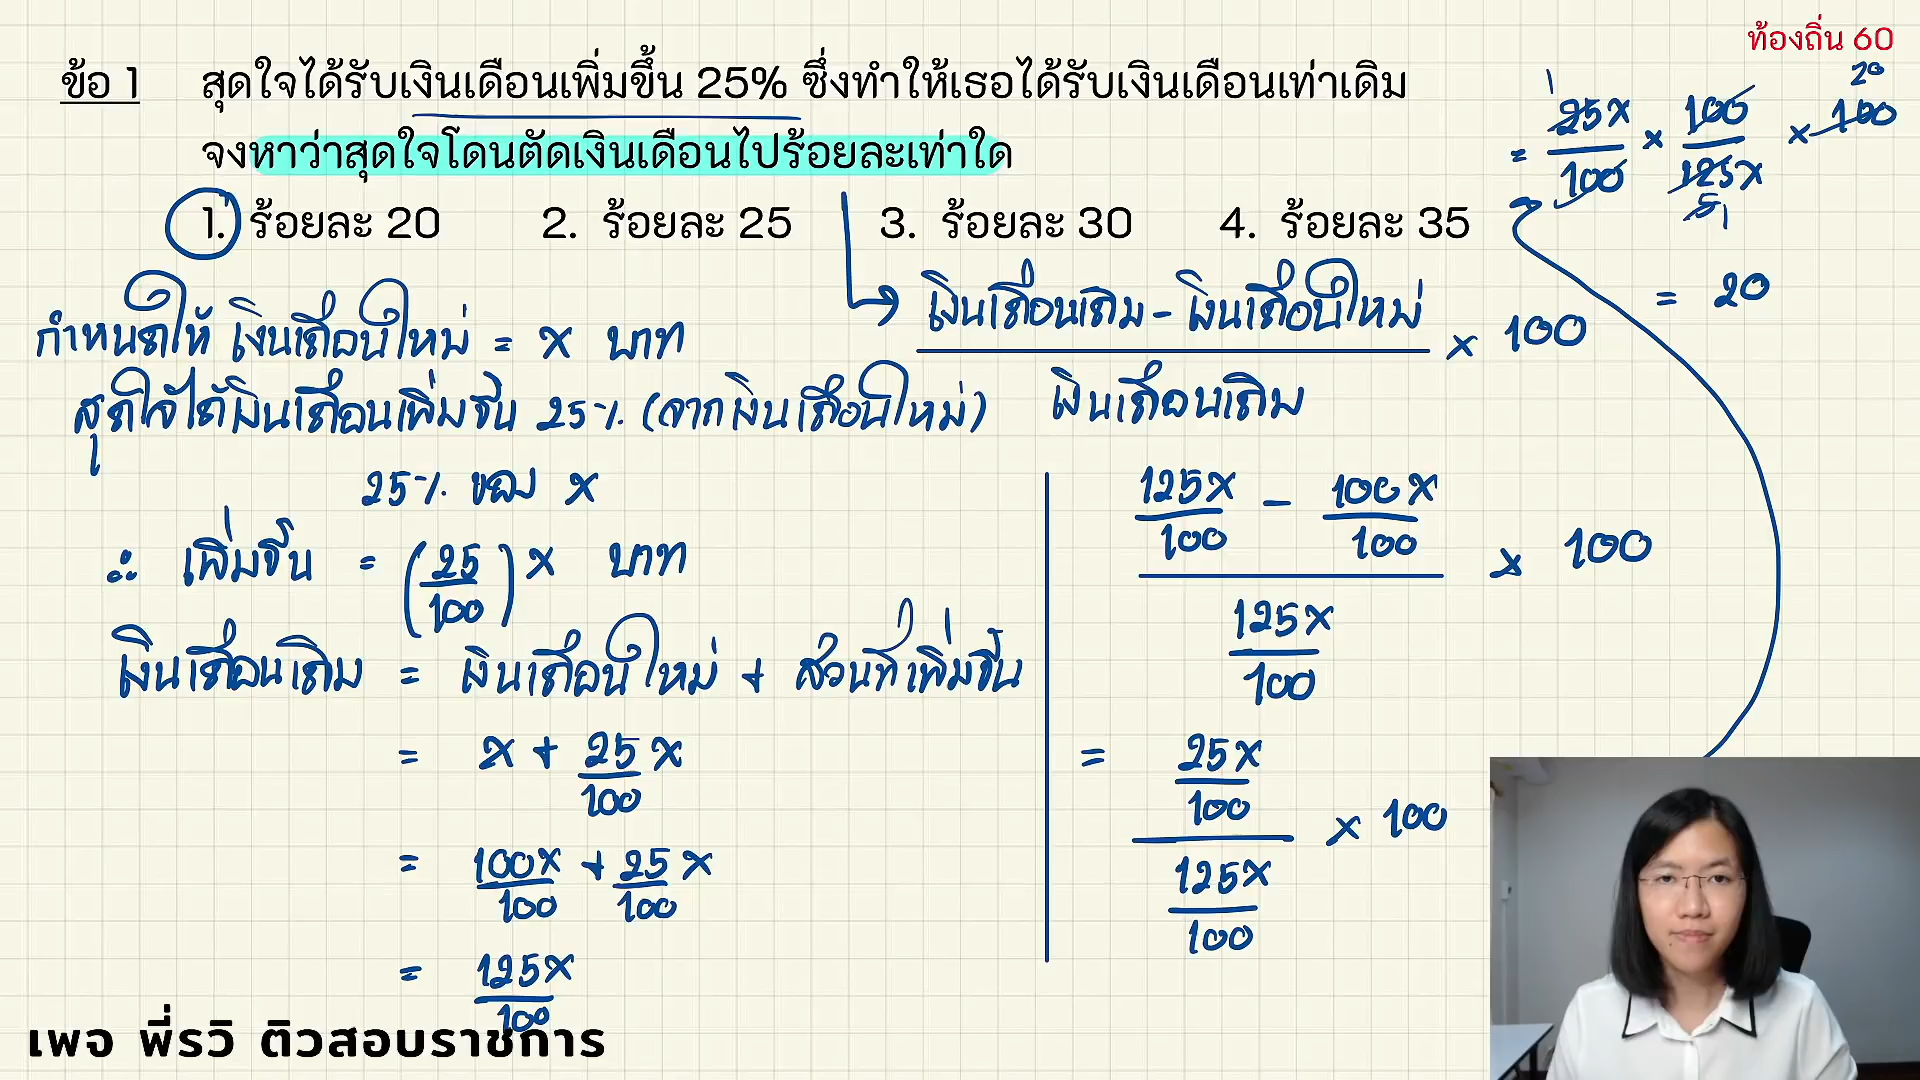 ท้องถิ่น 60
ข้อ 1 สุดใจได้รับเงินเดือนเพิ่มขึ้น 25% ซึ่งทำให้เธอได้รับเงินเดือนเท่าเดิม
จงหาว่าสุดใจโดนตัดเงินเดือนไปร้อยละเท่าใด
1. ร้อยละ 20 2. ร้อยละ 25 3. ร้อยละ 30 4. ร้อยละ 35
กำหนดให้ เงินเดือนใหม่ = x บาท
สุดใจได้เงินเดือนเพิ่มขึ้น 25% (จากเงินเดือนใหม่)
25% ของ x
∴ เพิ่มขึ้น = (25/100) x บาท
เงินเดือนเดิม = เงินเดือนใหม่ + ส่วนที่เพิ่มขึ้น
= x + 25/100 x
= 100x/100 + 25/100 x
= 125x/100
เงินเดือนเดิม - เงินเดือนใหม่
เงินเดือนเดิม
× 100
125x/100 - 100x/100
125x/100
× 100
= 25x/100
125x/100
× 100
= 25x/100 × 100/125x × 100
1 20
5 1
= 20
เพจ พี่รวิ ติวสอบราชการ